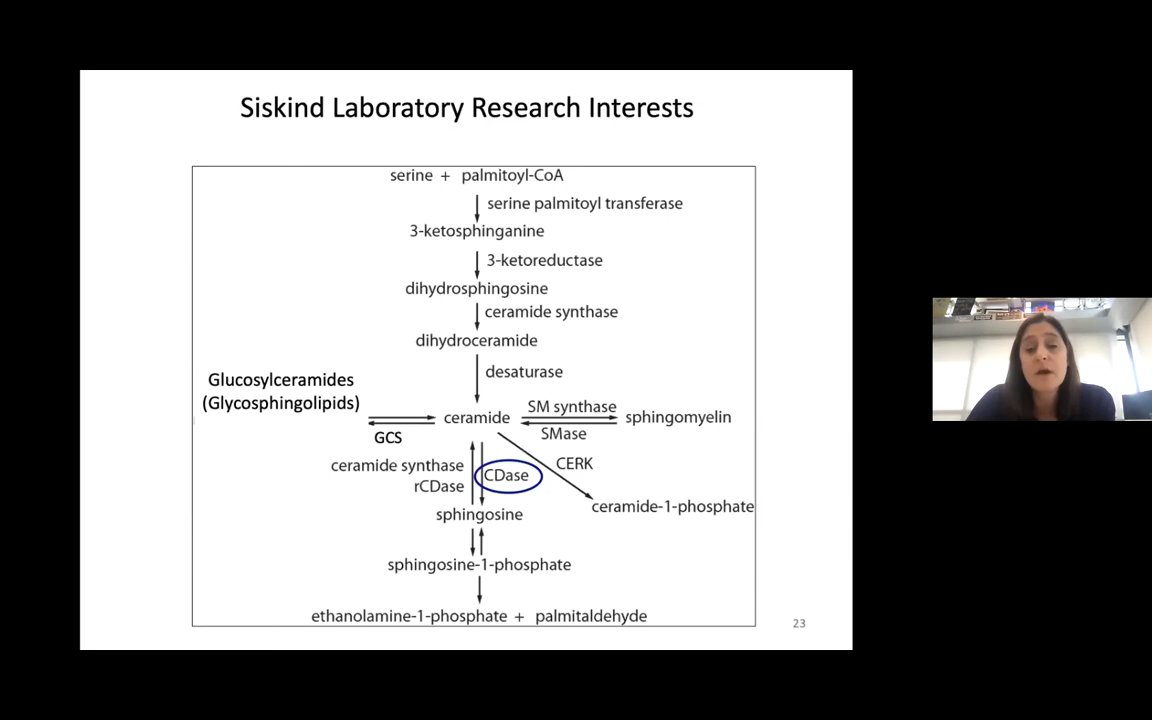 Siskind Laboratory Research Interests
serine + palmitoyl-CoA
serine palmitoyl transferase
3-ketosphinganine
3-ketoreductase
dihydrosphingosine
ceramide synthase
dihydroceramide
desaturase
Glucosylceramides
(Glycosphingolipids)
GCS
ceramide
SM synthase
SMase
sphingomyelin
ceramide synthase
rCDase
CDase
CERK
ceramide-1-phosphate
sphingosine
sphingosine-1-phosphate
ethanolamine-1-phosphate + palmitaldehyde
23